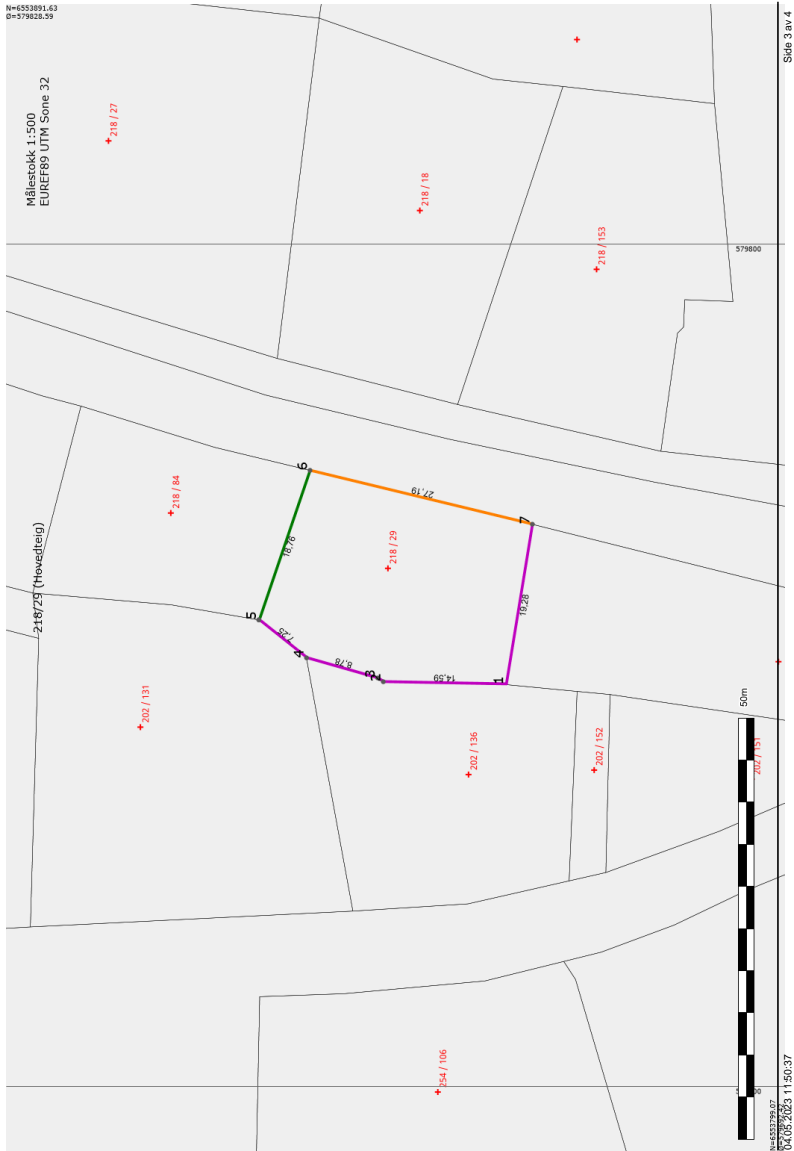 N=6553891.63
Ø=579828.59
Målestokk 1:500
EUREF89 UTM Sone 32
218/29 (Hovedteig)
218 / 27
218 / 18
218 / 153
579800
218 / 84
218 / 29
6
7
5
4
1
27,19
18,76
7,25
8,78
14,59
19,28
202 / 131
202 / 136
202 / 152
202 / 151
50m
254 / 106
N=6553799.07
04.05.2023 11:50:37
Side 3 av 4